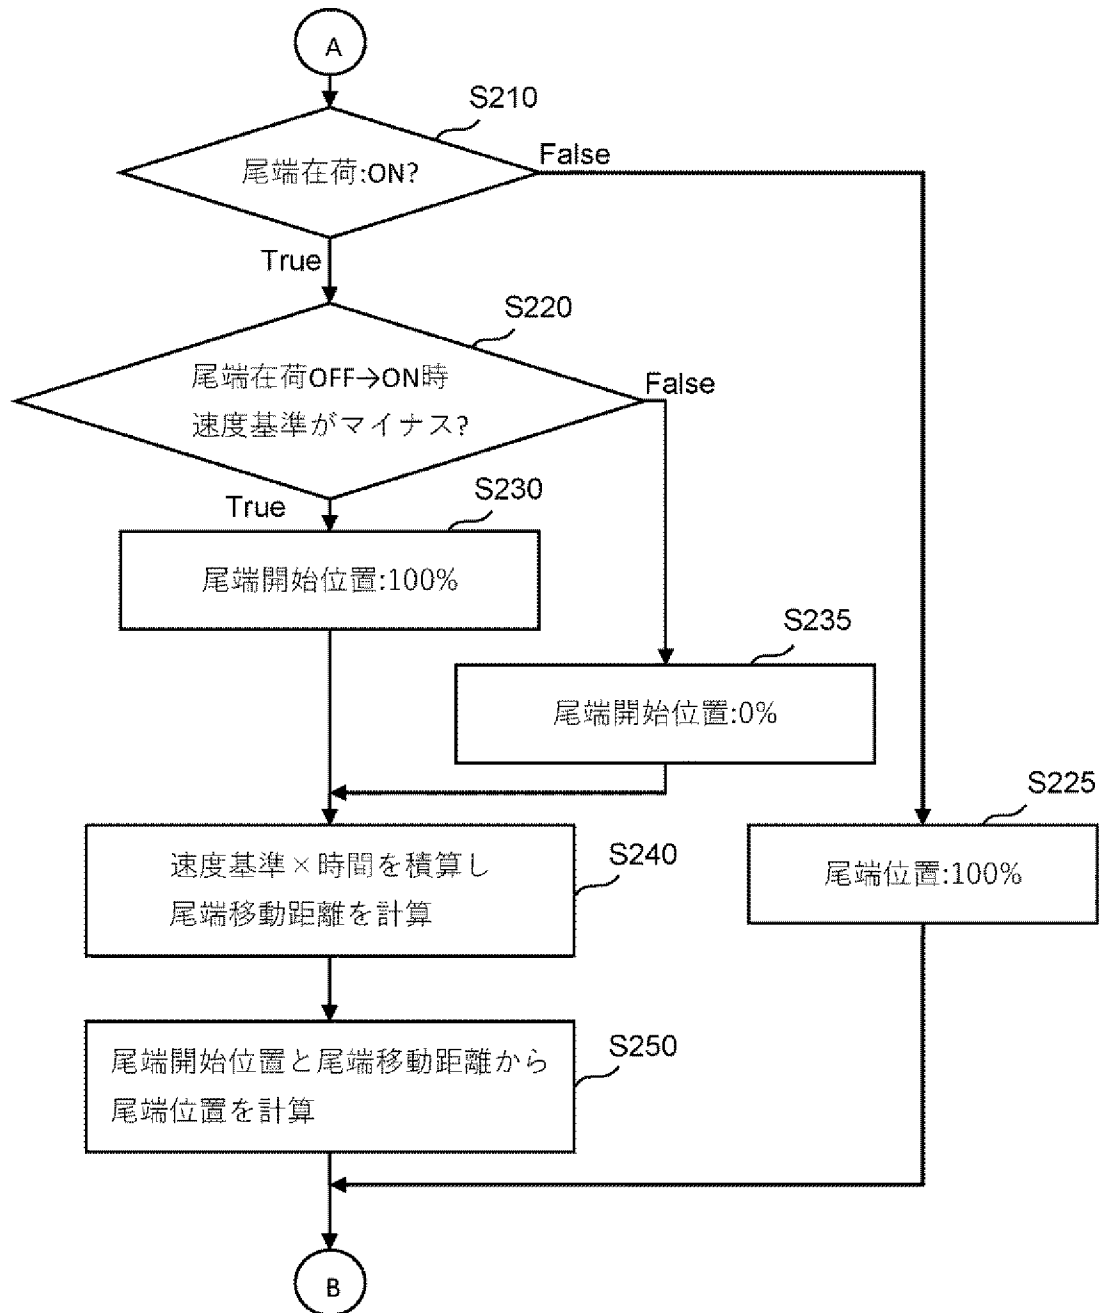 A
S210
尾端在荷:ON?
False
True
S220
尾端在荷OFF→ON時
速度基準がマイナス?
False
True
S230
尾端開始位置:100%
S235
尾端開始位置:0%
S225
尾端位置:100%
速度基準×時間を積算し
尾端移動距離を計算
S240
尾端開始位置と尾端移動距離から
尾端位置を計算
S250
B